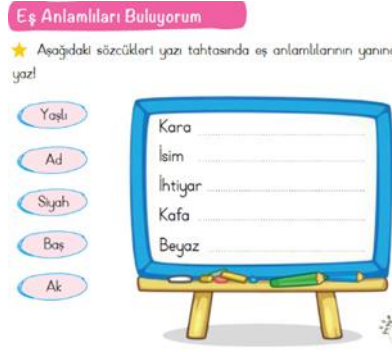 Eş Anlamlıları Buluyorum
Aşağıdaki sözcükleri yazı tahtasında eş anlamlılarının
yaz!
Yaşlı
Ad
Siyah
Baş
Ak
Kara
İsim
İhtiyar
Kafa
Beyaz